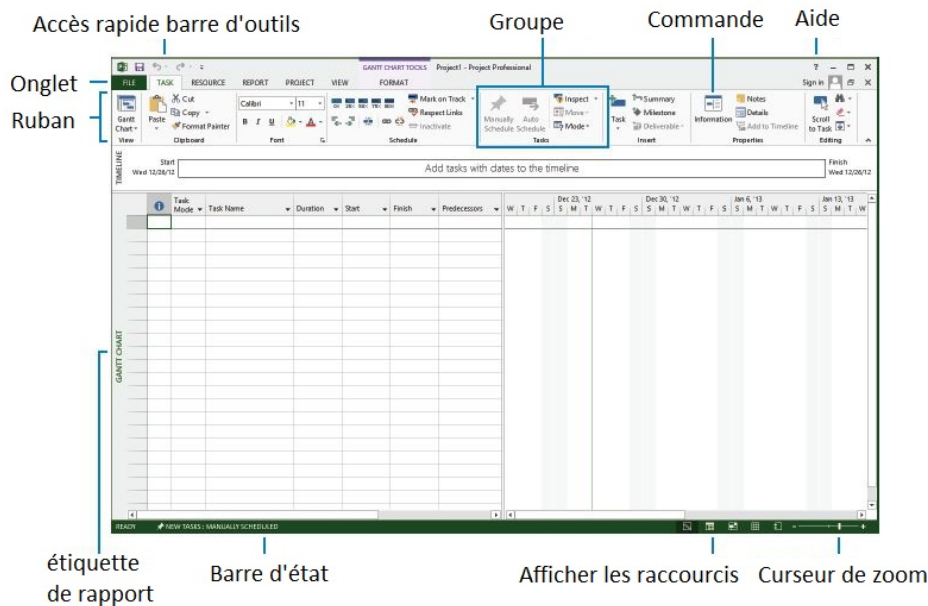 Accès rapide barre d'outils
Groupe
Commande
Aide
Onglet
Ruban
GANTT CHART TOOLS Project1 - Project Professional
FILE TASK RESOURCE REPORT PROJECT VIEW FORMAT Sign in
Gantt Chart
View
Paste
Cut
Copy
Format Painter
Clipboard
Calibri 11
B I U A
Font
Mark on Track
Respect Links
Inactivate
Schedule
Manually Schedule
Auto Schedule
Inspect
Move
Mode
Tasks
Task
Summary
Milestone
Deliverable
Insert
Information
Notes
Details
Add to Timeline
Properties
Scroll to Task
Editing
TIMELINE
Start
Wed 12/26/12
Add tasks with dates to the timeline
Finish
Wed 12/26/12
Task Mode Task Name Duration Start Finish Predecessors
Dec 23, '12 Dec 30, '12 Jan 6, '13 Jan 13, '13
W T F S S M T W T F S S M T W T F S S M T W T F S S M T W
GANTT CHART
READY NEW TASKS : MANUALLY SCHEDULED
étiquette
de rapport
Barre d'état
Afficher les raccourcis
Curseur de zoom